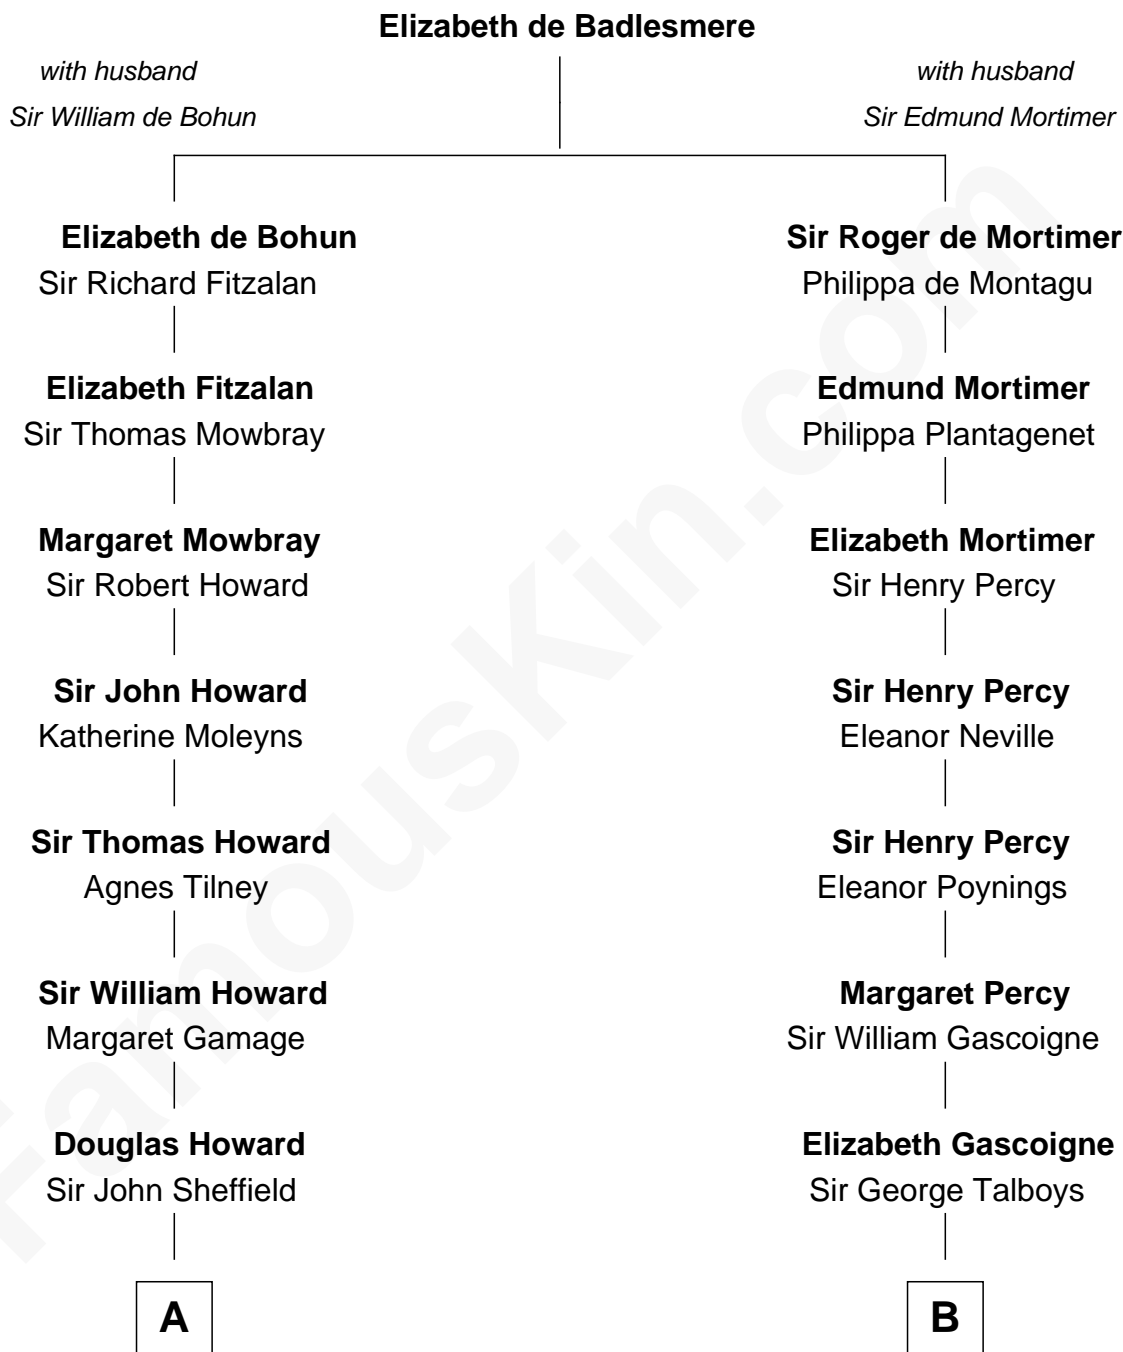 Elizabeth de Badlesmere
with husband
Sir William de Bohun
with husband
Sir Edmund Mortimer
Elizabeth de Bohun
Sir Richard Fitzalan
Sir Roger de Mortimer
Philippa de Montagu
Elizabeth Fitzalan
Sir Thomas Mowbray
Edmund Mortimer
Philippa Plantagenet
Margaret Mowbray
Sir Robert Howard
Elizabeth Mortimer
Sir Henry Percy
Sir John Howard
Katherine Moleyns
Sir Henry Percy
Eleanor Neville
Sir Thomas Howard
Agnes Tilney
Sir Henry Percy
Eleanor Poynings
Sir William Howard
Margaret Gamage
Margaret Percy
Sir William Gascoigne
Douglas Howard
Sir John Sheffield
Elizabeth Gascoigne
Sir George Talboys
A
B
FamousKin.com